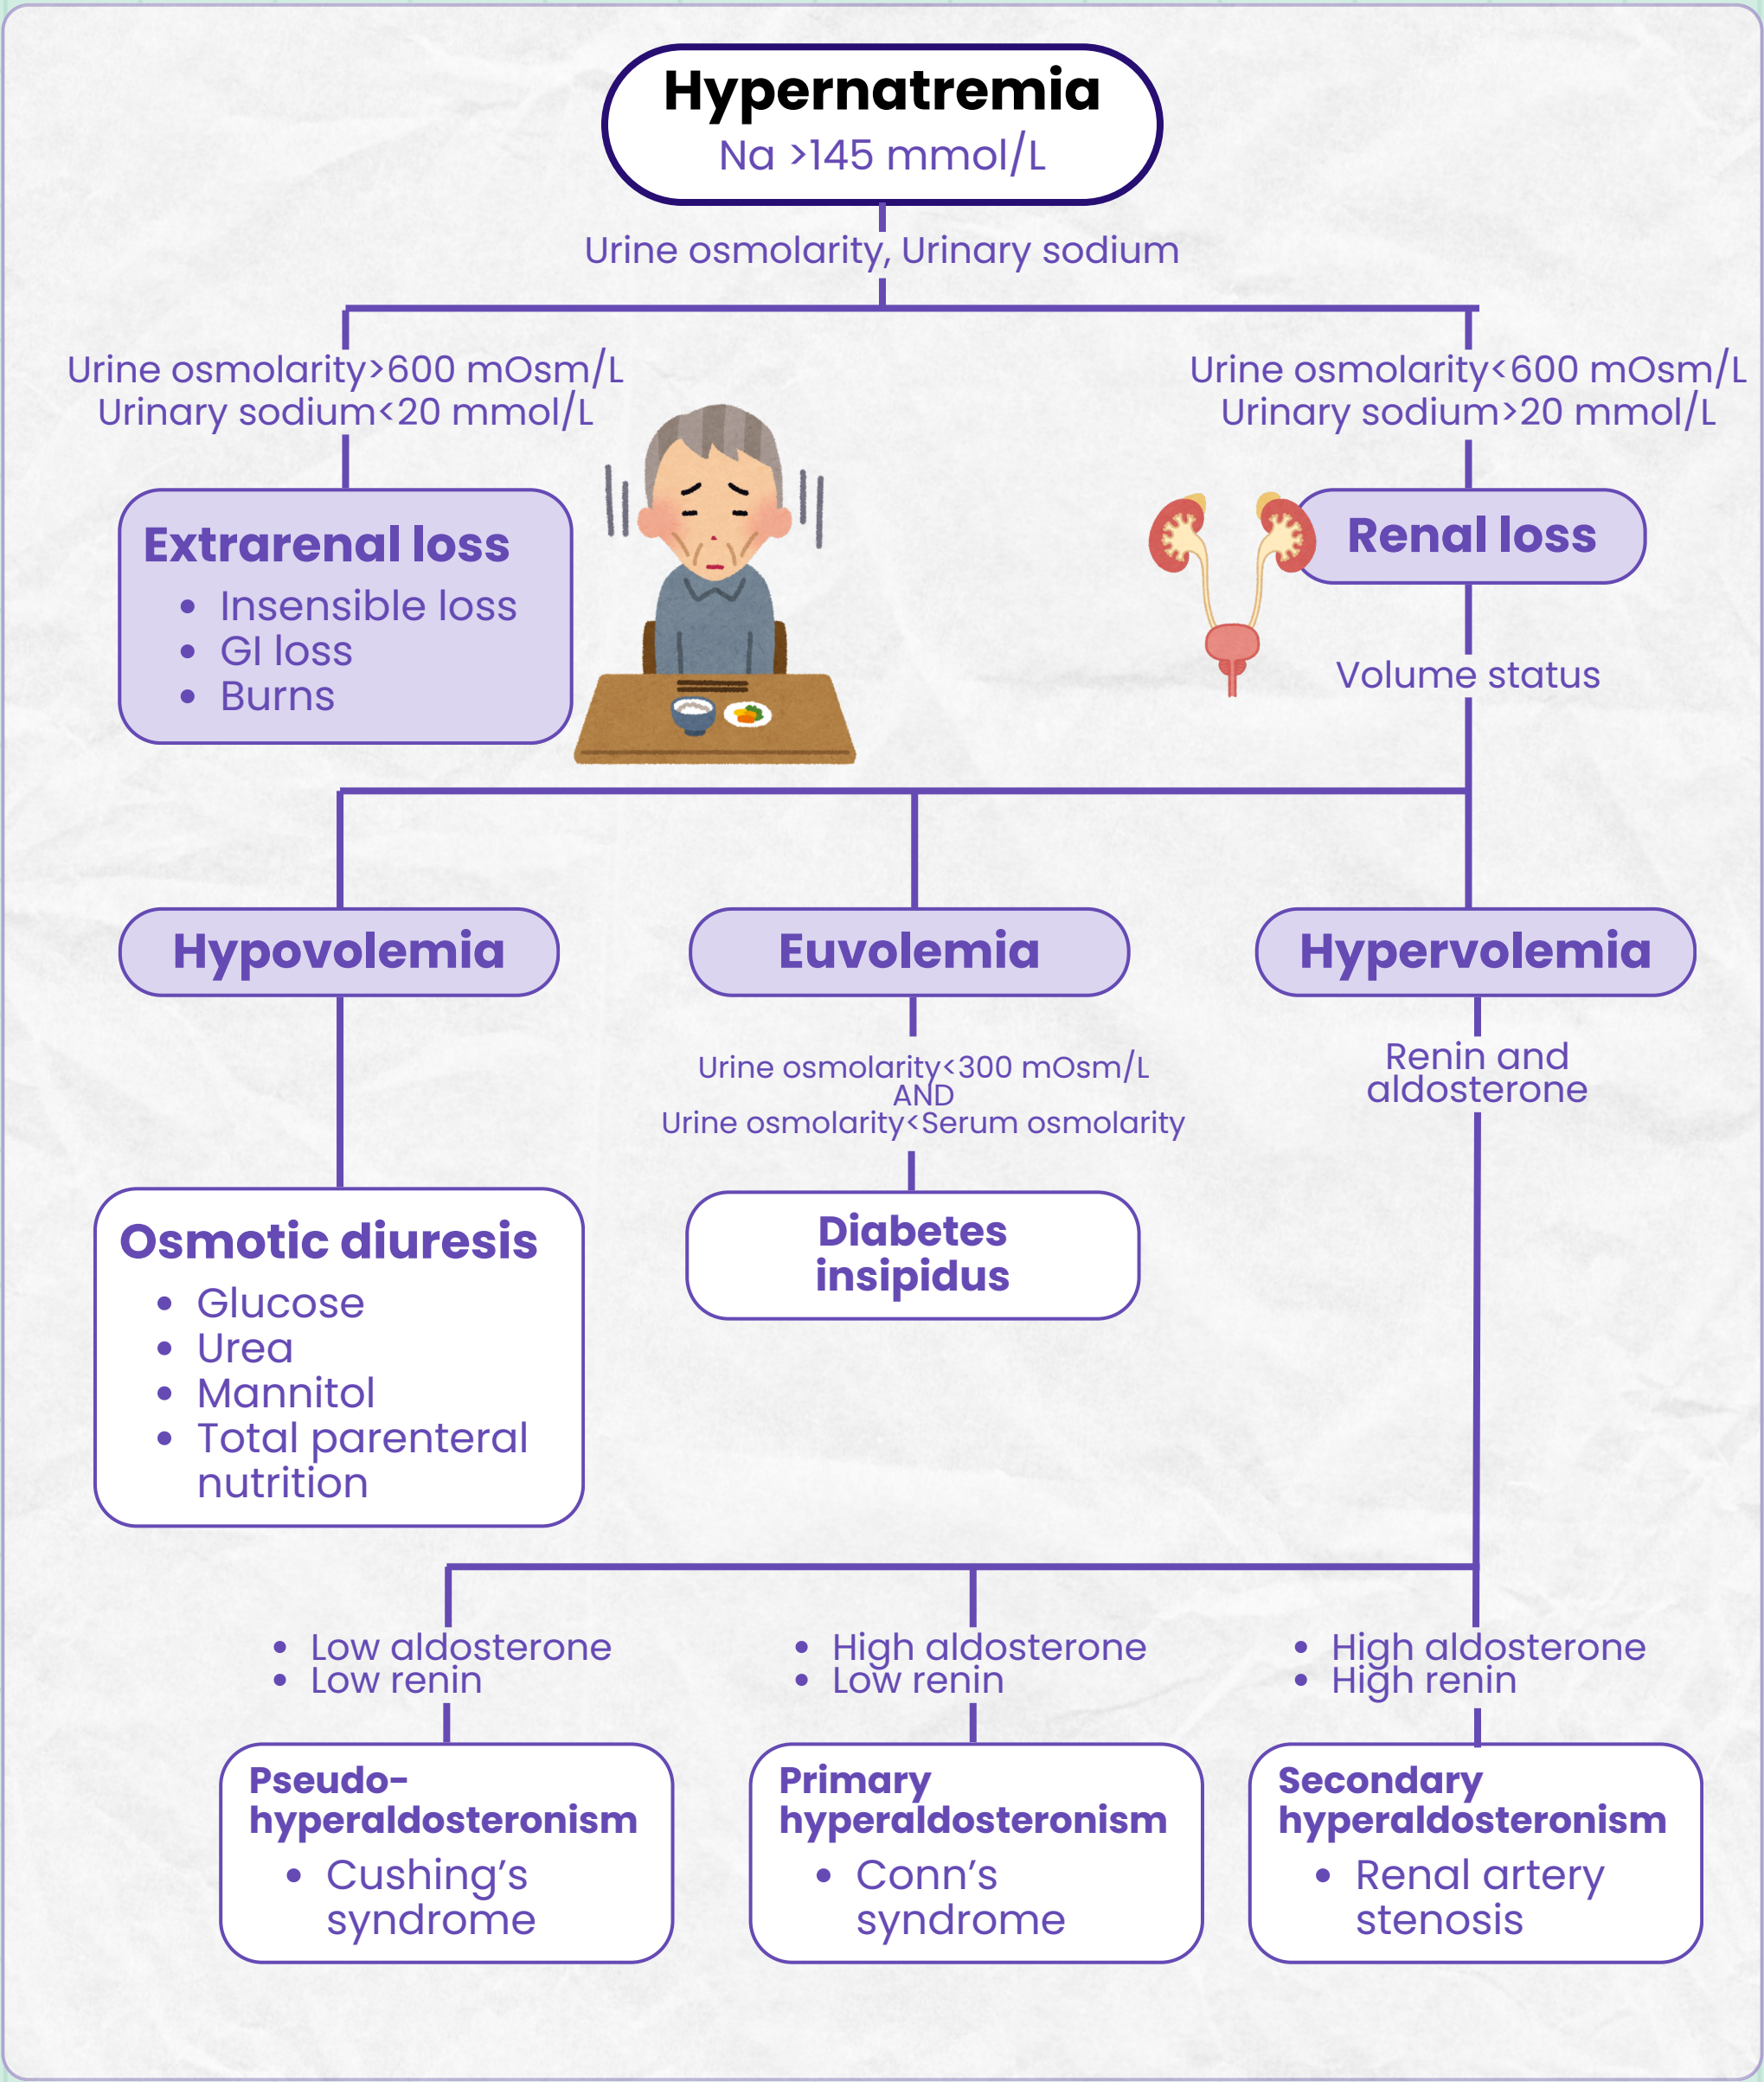 Hypernatremia
Na >145 mmol/L
Urine osmolarity, Urinary sodium
Urine osmolarity>600 mOsm/L
Urinary sodium<20 mmol/L
Urine osmolarity<600 mOsm/L
Urinary sodium>20 mmol/L
Extrarenal loss
• Insensible loss
• GI loss
• Burns
Renal loss
Volume status
Hypovolemia
Euvolemia
Hypervolemia
Urine osmolarity<300 mOsm/L
AND
Urine osmolarity<Serum osmolarity
Renin and
aldosterone
Osmotic diuresis
• Glucose
• Urea
• Mannitol
• Total parenteral
nutrition
Diabetes
insipidus
• Low aldosterone
• Low renin
• High aldosterone
• Low renin
• High aldosterone
• High renin
Pseudo-
hyperaldosteronism
• Cushing’s
syndrome
Primary
hyperaldosteronism
• Conn’s
syndrome
Secondary
hyperaldosteronism
• Renal artery
stenosis